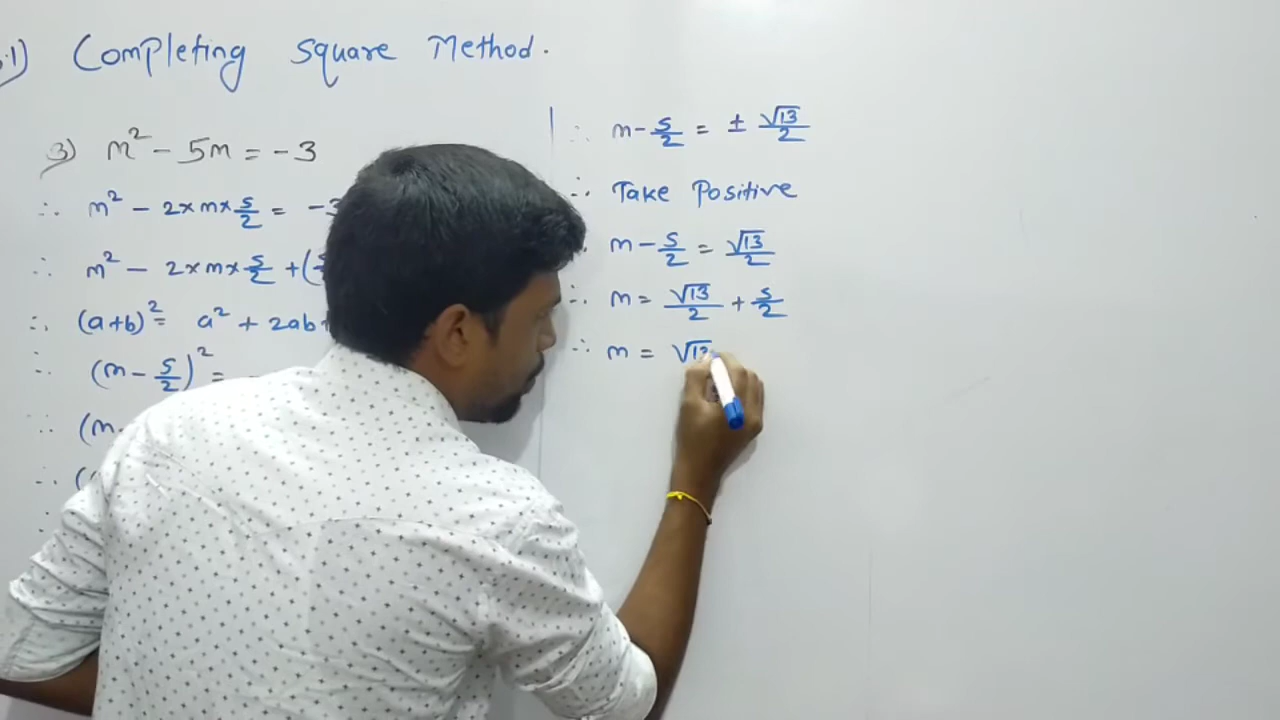 .1) Completing Square Method.
3) m² - 5m = -3
∴ m² - 2×m×5/2 = -3
∴ m² - 2×m×5/2 + (
∴ (a+b)² = a² + 2ab+
∴ (m - 5/2)² =
∴ (m-
∴ (
∴ m - 5/2 = ± √13/2
∴ Take Positive
∴ m - 5/2 = √13/2
∴ m = √13/2 + 5/2
∴ m = √13